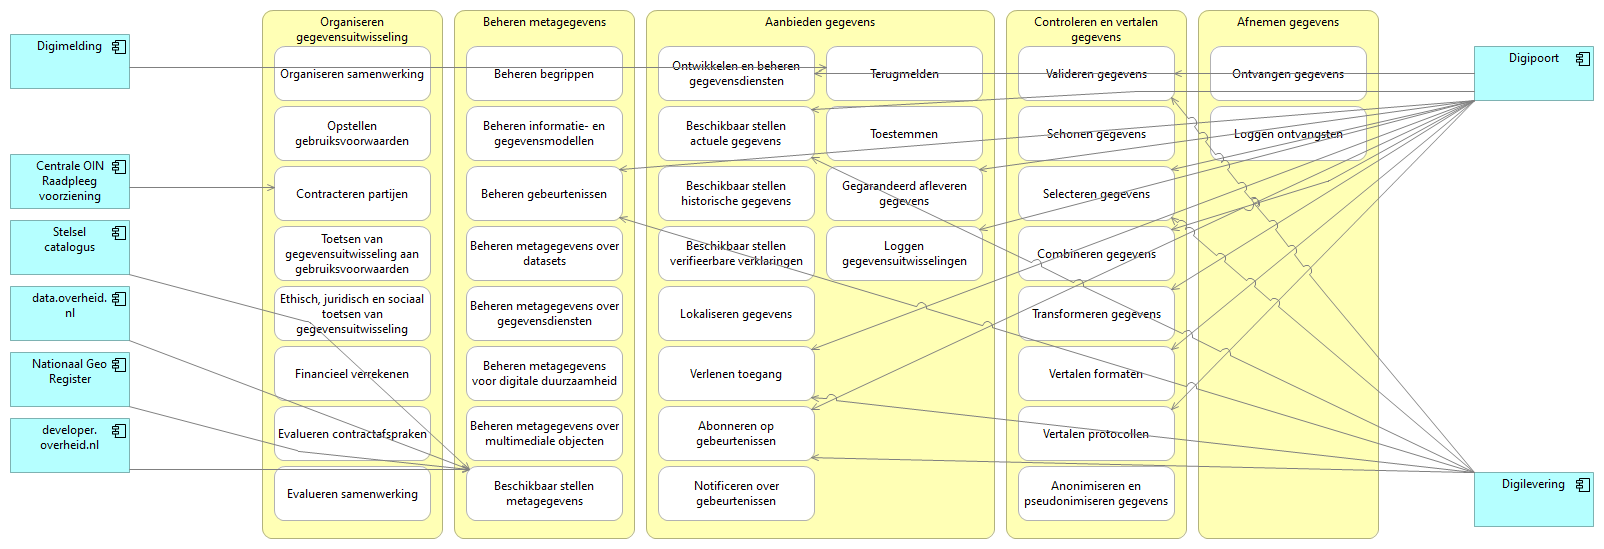 Digimelding
Centrale OIN
Raadpleeg
voorziening
Stelsel
catalogus
data.overheid.
nl
Nationaal Geo
Register
developer.
overheid.nl
Organiseren
gegevensuitwisseling
Organiseren samenwerking
Opstellen
gebruiksvoorwaarden
Contracteren partijen
Toetsen van
gegevensuitwisseling aan
gebruiksvoorwaarden
Ethisch, juridisch en sociaal
toetsen van
gegevensuitwisseling
Financieel verrekenen
Evalueren contractafspraken
Evalueren samenwerking
Beheren metagegevens
Beheren begrippen
Beheren informatie- en
gegevensmodellen
Beheren gebeurtenissen
Beheren metagegevens over
datasets
Beheren metagegevens over
gegevensdiensten
Beheren metagegevens
voor digitale duurzaamheid
Beheren metagegevens over
multimediale objecten
Beschikbaar stellen
metagegevens
Aanbieden gegevens
Ontwikkelen en beheren
gegevensdiensten
Beschikbaar stellen
actuele gegevens
Beschikbaar stellen
historische gegevens
Beschikbaar stellen
verifieerbare verklaringen
Lokaliseren gegevens
Verlenen toegang
Abonneren op
gebeurtenissen
Notificeren over
gebeurtenissen
Terugmelden
Toestemmen
Gegarandeerd afleveren
gegevens
Loggen
gegevensuitwisselingen
Controleren en vertalen
gegevens
Valideren gegevens
Schonen gegevens
Selecteren gegevens
Combineren gegevens
Transformeren gegevens
Vertalen formaten
Vertalen protocollen
Anonimiseren en
pseudonimiseren gegevens
Afnemen gegevens
Ontvangen gegevens
Loggen ontvangsten
Digipoort
Digilevering